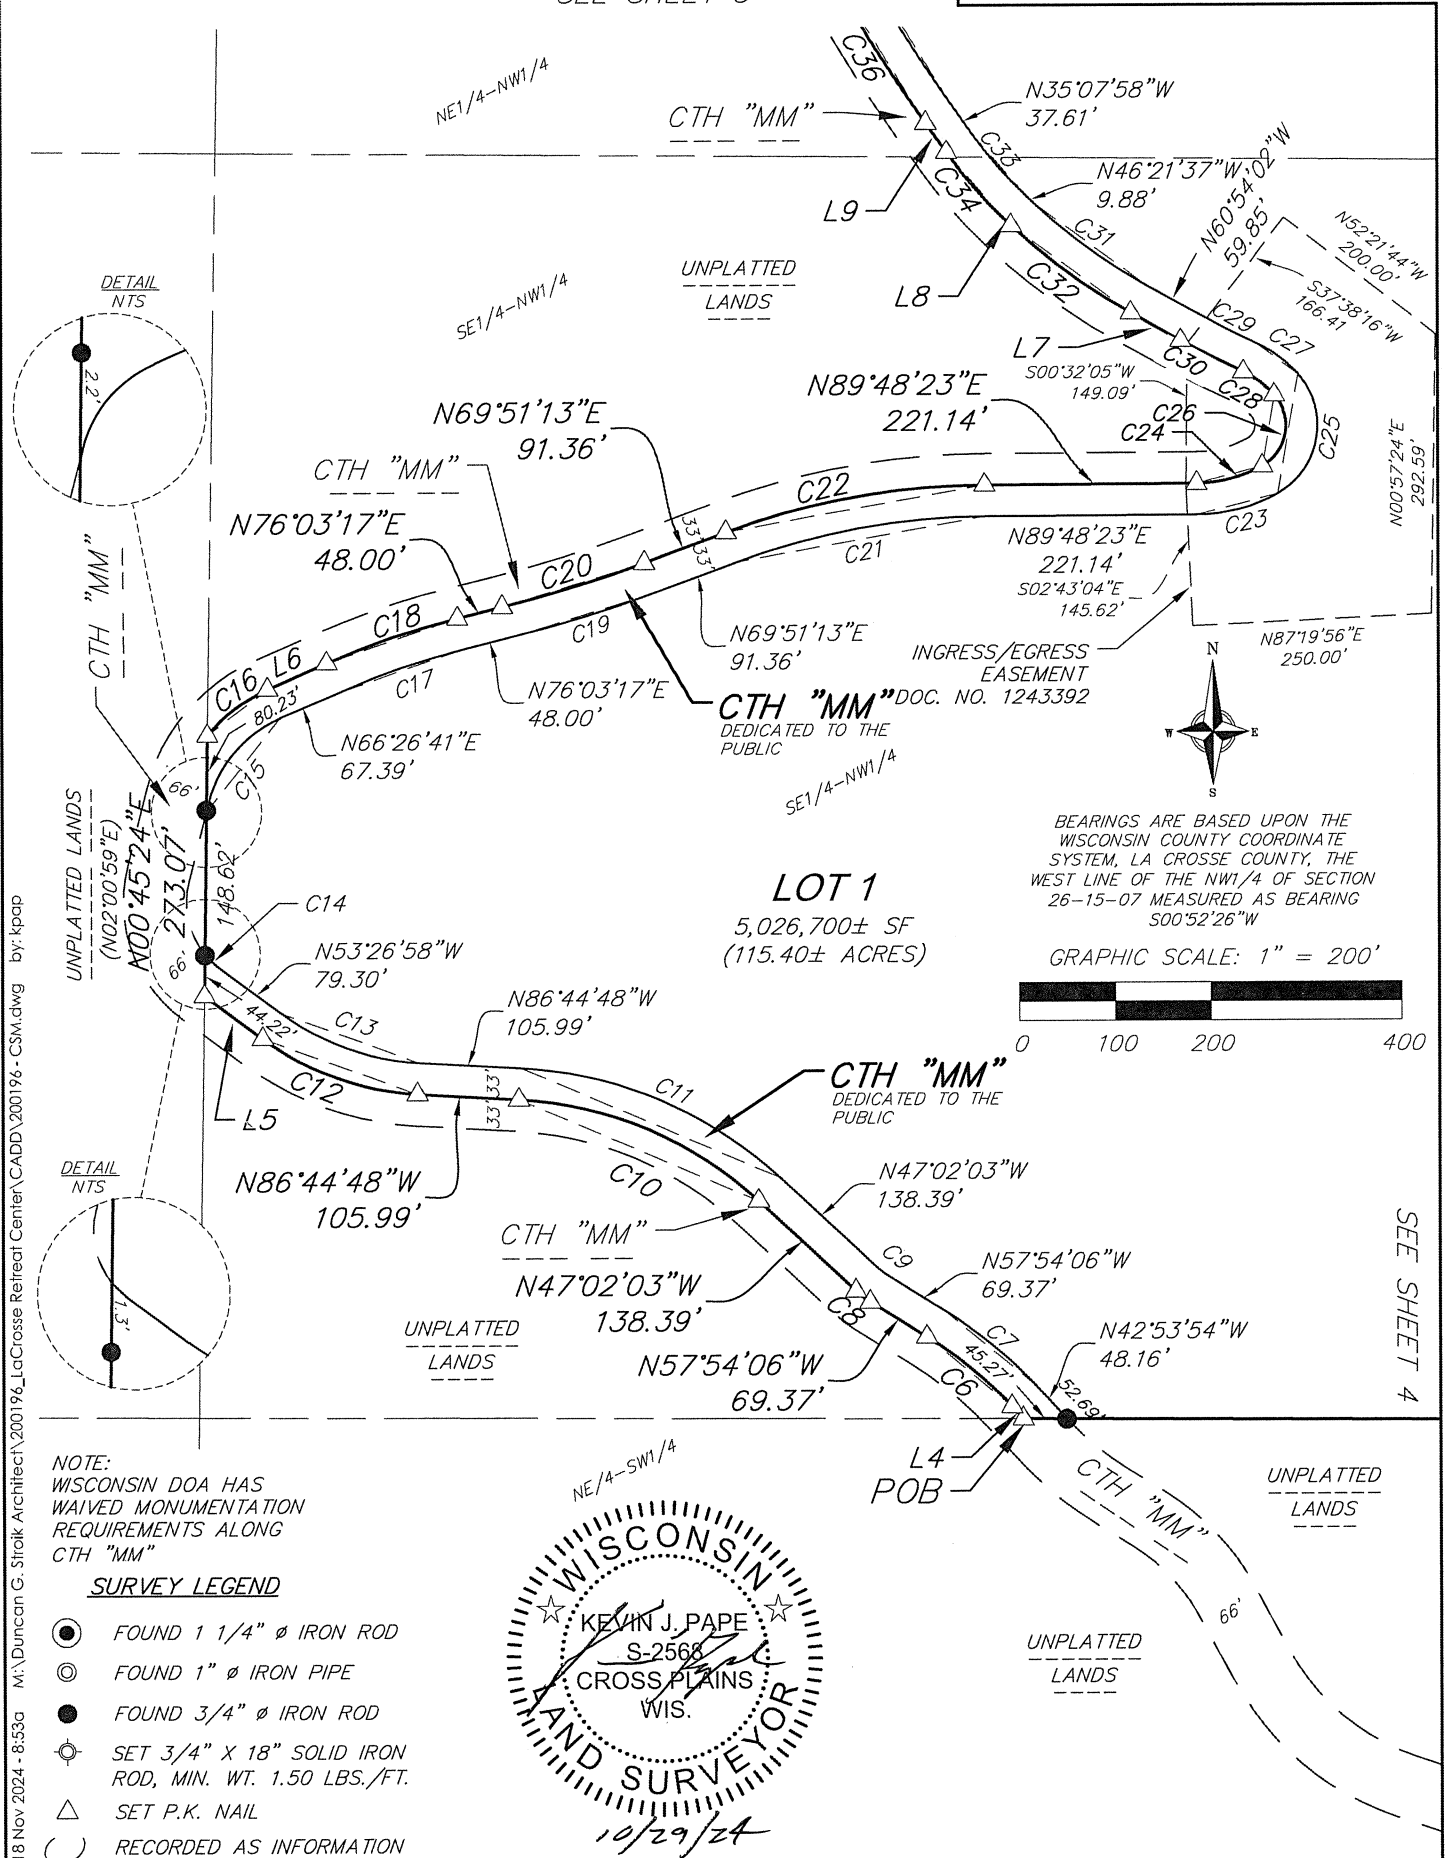 SEE SHEET
NE1/4-NW1/4
C36
CTH "MM"
N35°07'58"W
37.61'
C33
N46°21'37"W
9.88'
L9
C34
C31
N60°54'02"W
59.85'
N52°21'44"W
200.00'
S37°38'16"W
166.41
DETAIL
NTS
2.2'
SE1/4-NW1/4
UNPLATTED
LANDS
L8
C32
C29
C27
L7
C30
S00°32'05"W
149.09'
C28
C26
C24
C25
N00°57'24"E
292.59'
N89°48'23"E
221.14'
N69°51'13"E
91.36'
CTH "MM"
C22
33'
33'
C23
N76°03'17"E
48.00'
C20
C21
N89°48'23"E
221.14'
S02°43'04"E
145.62'
CTH "MM"
C18
C19
N69°51'13"E
91.36'
INGRESS/EGRESS
EASEMENT
DOC. NO. 1243392
N87°19'56"E
250.00'
C16
L6
80.23'
C17
N76°03'17"E
48.00'
CTH "MM"
DEDICATED TO THE
PUBLIC
N
W
E
S
N66°26'41"E
67.39'
C15
66'
SE1/4-NW1/4
UNPLATTED LANDS
(N02°00'59"E)
N00°45'24"E
273.07'
148.62'
BEARINGS ARE BASED UPON THE
WISCONSIN COUNTY COORDINATE
SYSTEM, LA CROSSE COUNTY, THE
WEST LINE OF THE NW1/4 OF SECTION
26-15-07 MEASURED AS BEARING
S00°52'26"W
LOT 1
5,026,700± SF
(115.40± ACRES)
C14
66'
N53°26'58"W
79.30'
GRAPHIC SCALE: 1" = 200'
0 100 200 400
N86°44'48"W
105.99'
44.22'
C13
C12
L5
33'
33'
C11
CTH "MM"
DEDICATED TO THE
PUBLIC
DETAIL
NTS
1.3'
N86°44'48"W
105.99'
C10
N47°02'03"W
138.39'
CTH "MM"
N47°02'03"W
138.39'
C9
N57°54'06"W
69.37'
C8
C7
UNPLATTED
LANDS
N57°54'06"W
69.37'
45.27'
C6
N42°53'54"W
48.16'
52.69'
SEE SHEET 4
L4
POB
NE/4-SW1/4
CTH "MM"
UNPLATTED
LANDS
66'
UNPLATTED
LANDS
NOTE:
WISCONSIN DOA HAS
WAIVED MONUMENTATION
REQUIREMENTS ALONG
CTH "MM"
SURVEY LEGEND
FOUND 1 1/4" ø IRON ROD
FOUND 1" ø IRON PIPE
FOUND 3/4" ø IRON ROD
SET 3/4" X 18" SOLID IRON
ROD, MIN. WT. 1.50 LBS./FT.
SET P.K. NAIL
( ) RECORDED AS INFORMATION
WISCONSIN
KEVIN J. PAPE
S-2568
CROSS PLAINS
WIS.
LAND SURVEYOR
10/29/24
18 Nov 2024 - 8:53a M:\Duncan G. Stroik Architect\200196_LaCrosse Retreat Center\CADD\200196 - CSM.dwg by: kpap